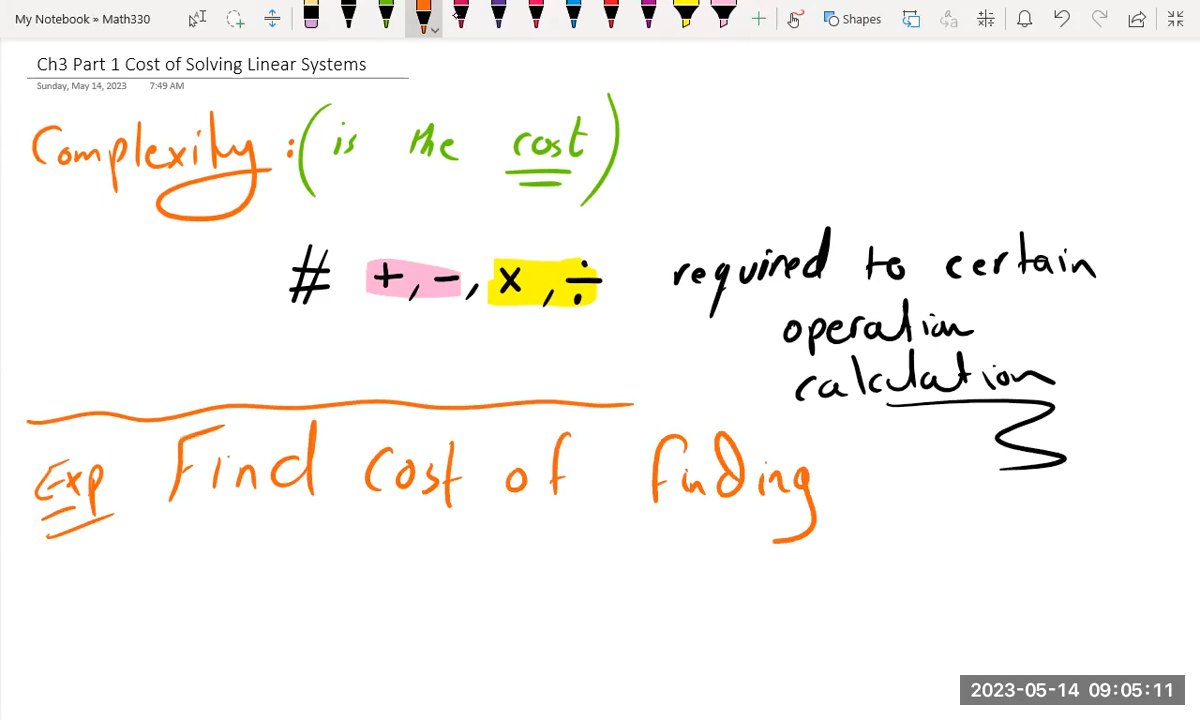 My Notebook » Math330
Shapes
Ch3 Part 1 Cost of Solving Linear Systems
Sunday, May 14, 2023 7:49 AM
Complexity : (is the cost)
# +, -, x, ÷ required to certain
operation
calculation
Exp Find cost of finding
2023-05-14 09:05:11